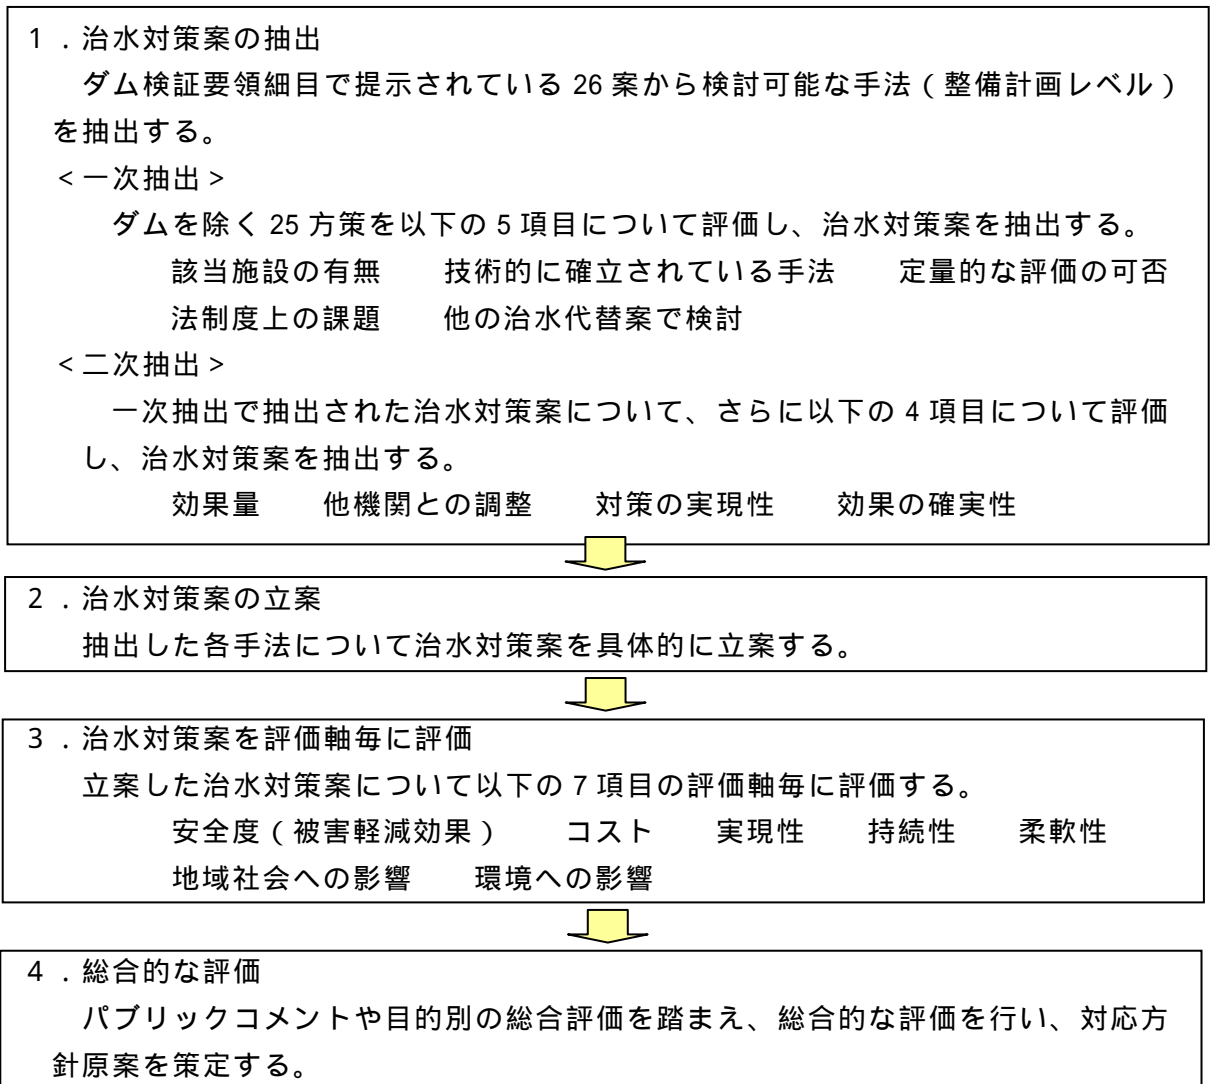 １．治水対策案の抽出
ダム検証要領細目で提示されている 26 案から検討可能な手法（整備計画レベル）
を抽出する。
＜一次抽出＞
ダムを除く 25 方策を以下の 5 項目について評価し、治水対策案を抽出する。
該当施設の有無　技術的に確立されている手法　定量的な評価の可否
法制度上の課題　他の治水代替案で検討
＜二次抽出＞
一次抽出で抽出された治水対策案について、さらに以下の 4 項目について評価
し、治水対策案を抽出する。
効果量　他機関との調整　対策の実現性　効果の確実性
２．治水対策案の立案
抽出した各手法について治水対策案を具体的に立案する。
３．治水対策案を評価軸毎に評価
立案した治水対策案について以下の 7 項目の評価軸毎に評価する。
安全度（被害軽減効果）　コスト　実現性　持続性　柔軟性
地域社会への影響　環境への影響
４．総合的な評価
パブリックコメントや目的別の総合評価を踏まえ、総合的な評価を行い、対応方
針原案を策定する。